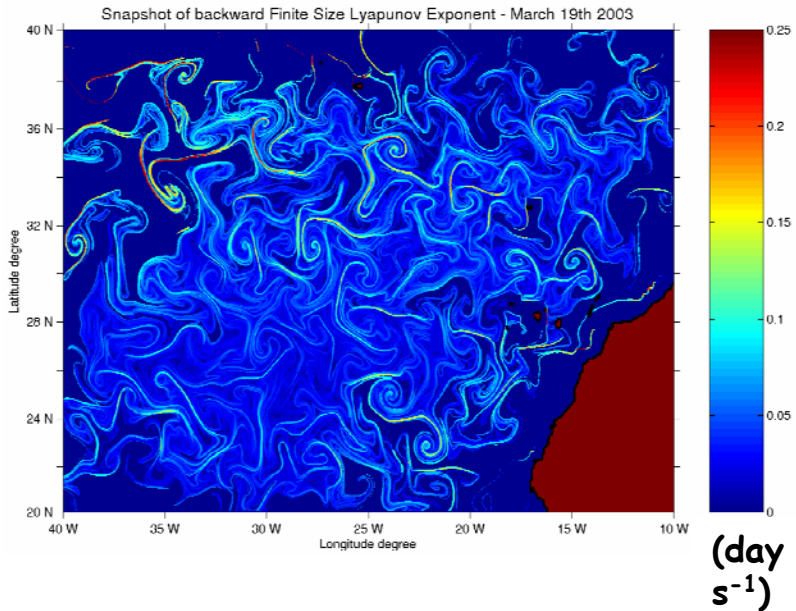 Snapshot of backward Finite Size Lyapunov Exponent - March 19th 2003
40 N
36 N
32 N
28 N
24 N
20 N
Latitude degree
40 W
35 W
30 W
25 W
20 W
15 W
10 W
Longitude degree
0.25
0.2
0.15
0.1
0.05
0
(day
s-1)